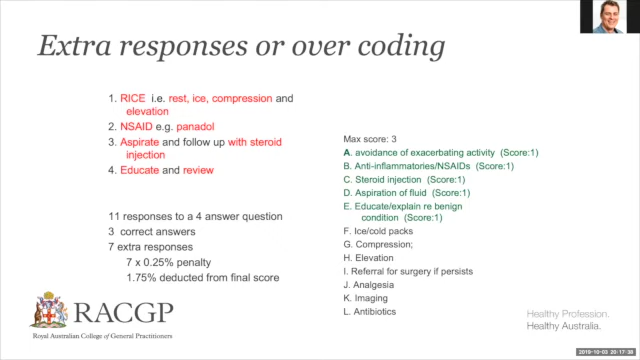 Extra responses or over coding
1. RICE i.e. rest, ice, compression and
elevation
2. NSAID e.g. panadol
3. Aspirate and follow up with steroid
injection
4. Educate and review
11 responses to a 4 answer question
3 correct answers
7 extra responses
7 x 0.25% penalty
1.75% deducted from final score
Max score: 3
A. avoidance of exacerbating activity (Score:1)
B. Anti-inflammatories/NSAIDs (Score:1)
C. Steroid injection (Score:1)
D. Aspiration of fluid (Score:1)
E. Educate/explain re benign
condition (Score:1)
F. Ice/cold packs
G. Compression;
H. Elevation
I. Referral for surgery if persists
J. Analgesia
K. Imaging
L. Antibiotics
RACGP
Royal Australian College of General Practitioners
Healthy Profession.
Healthy Australia.
2019-10-03 20:17:38